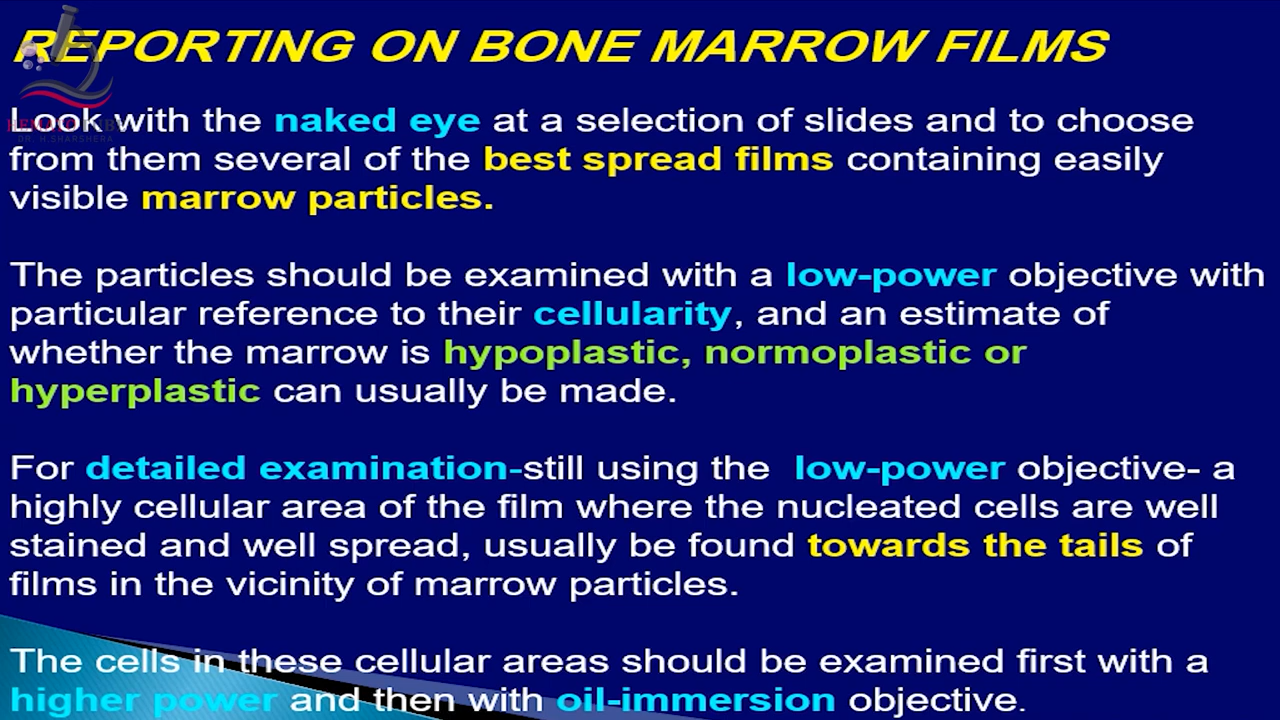 REPORTING ON BONE MARROW FILMS
Look with the naked eye at a selection of slides and to choose
from them several of the best spread films containing easily
visible marrow particles.
The particles should be examined with a low-power objective with
particular reference to their cellularity, and an estimate of
whether the marrow is hypoplastic, normoplastic or
hyperplastic can usually be made.
For detailed examination-still using the low-power objective- a
highly cellular area of the film where the nucleated cells are well
stained and well spread, usually be found towards the tails of
films in the vicinity of marrow particles.
The cells in these cellular areas should be examined first with a
higher power and then with oil-immersion objective.